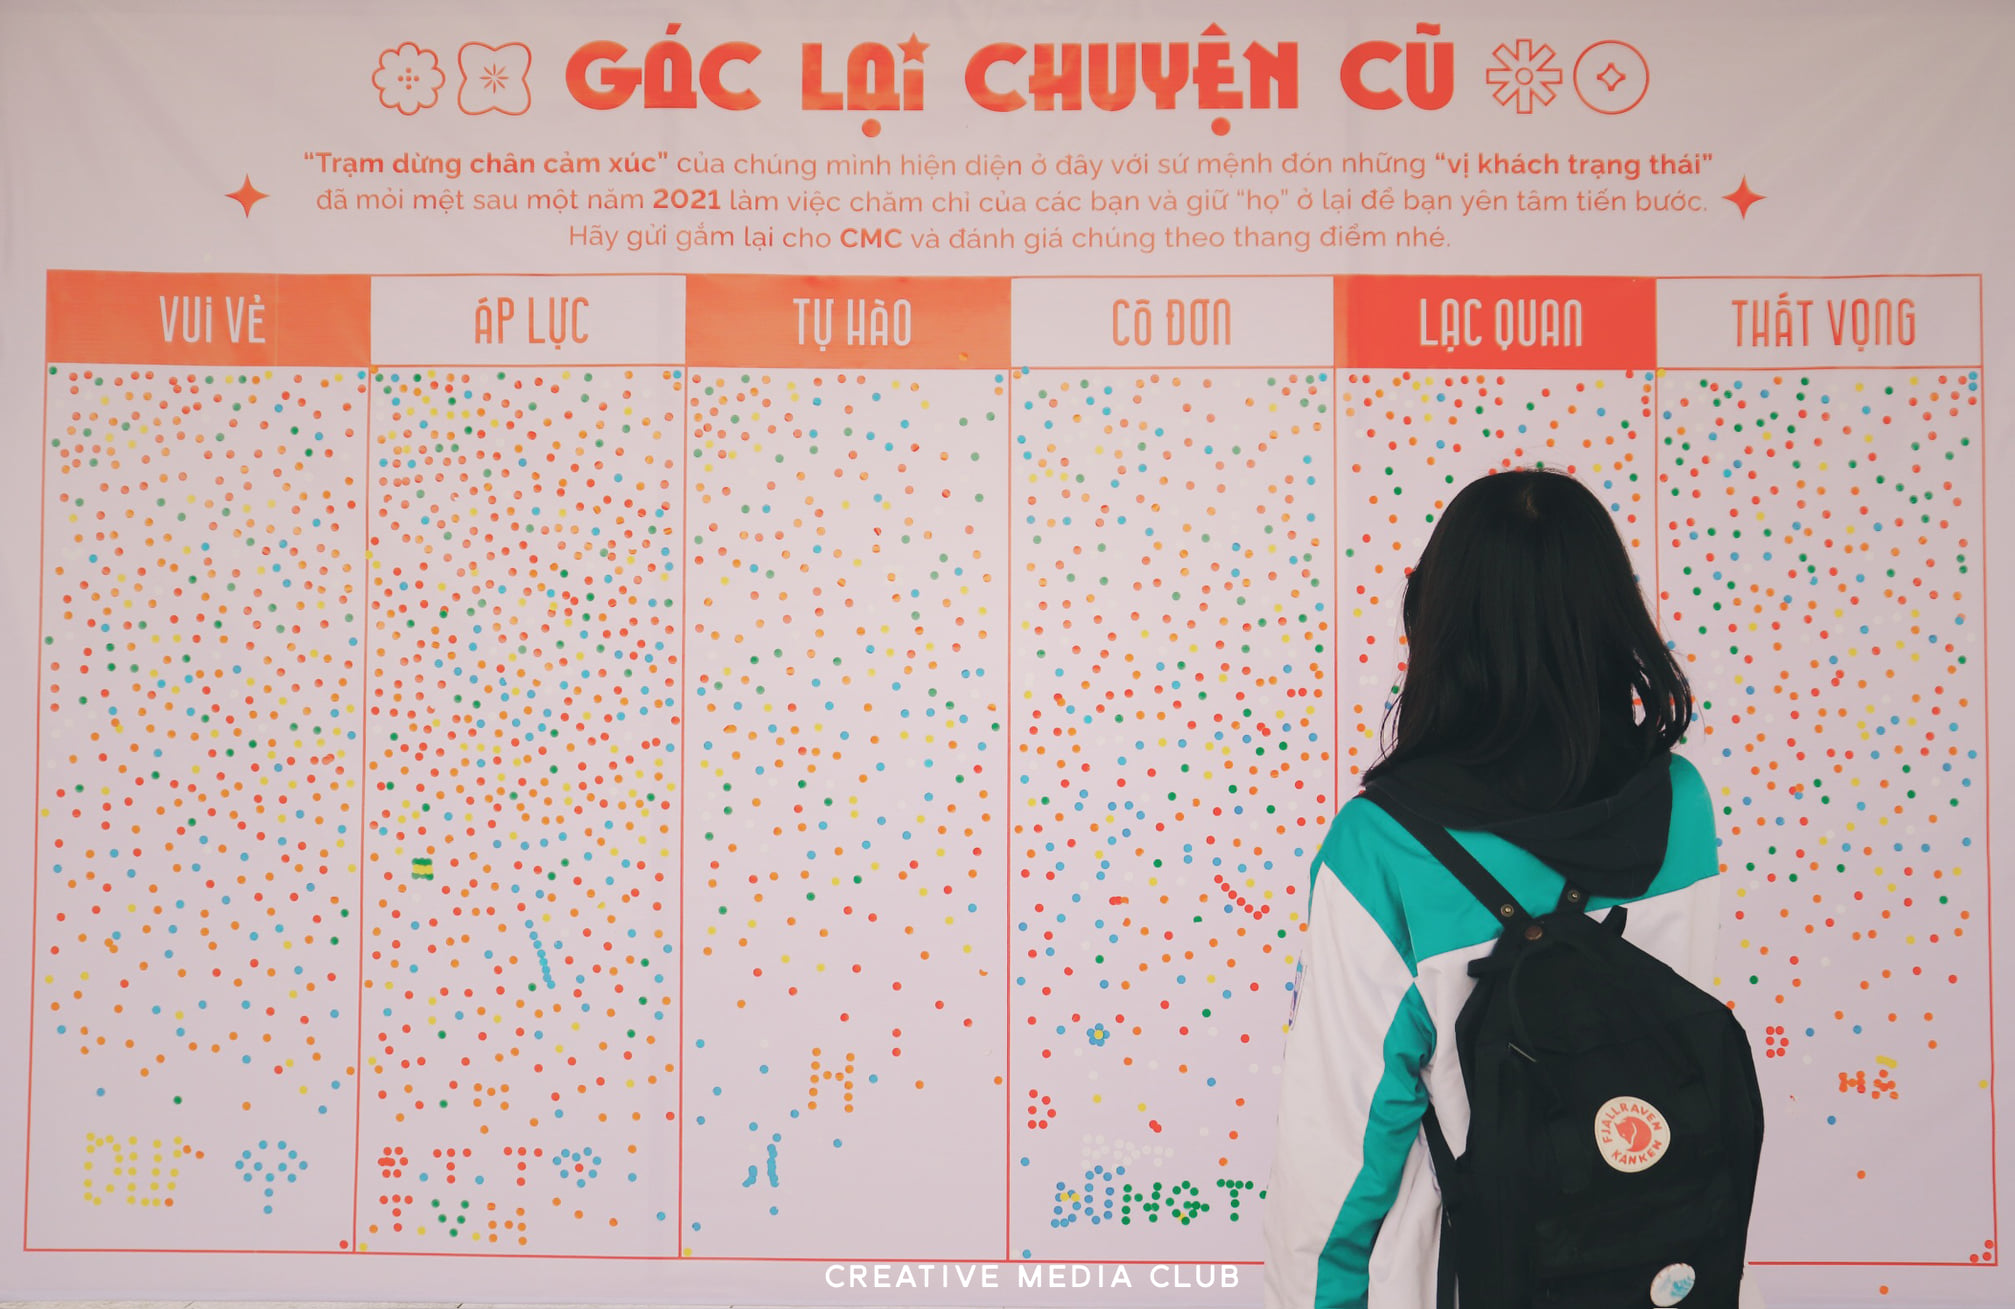 GÁC LẠI CHUYỆN CŨ
“Trạm dừng chân cảm xúc” của chúng mình hiện diện ở đây với sứ mệnh đón những “vị khách trạng thái”
đã mỏi mệt sau một năm 2021 làm việc chăm chỉ của các bạn và giữ “họ” ở lại để bạn yên tâm tiến bước.
Hãy gửi gắm lại cho CMC và đánh giá chúng theo thang điểm nhé.
VUI VẺ
ÁP LỰC
TỰ HÀO
CÔ ĐƠN
LẠC QUAN
THẤT VỌNG
FJÄLLRÄVEN
KÅNKEN
CREATIVE MEDIA CLUB